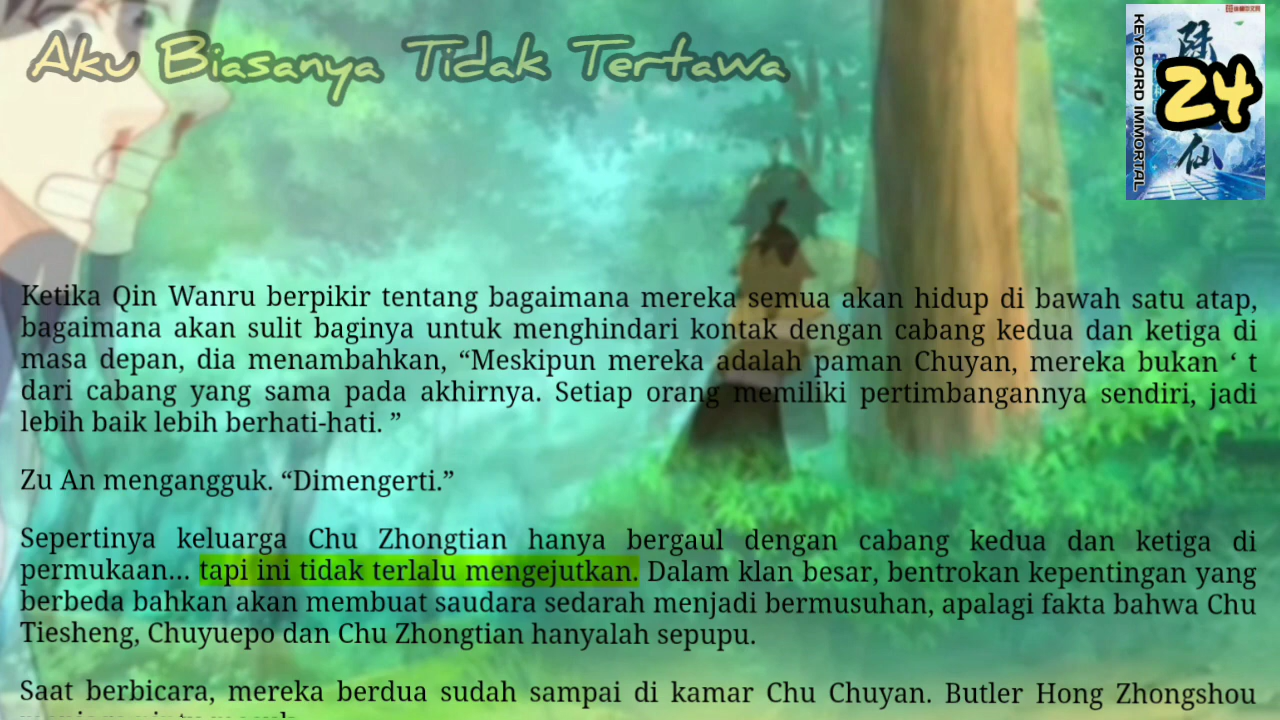 Aku Biasanya Tidak Tertawa
KEYBOARD IMMORTAL
24
仙
Ketika Qin Wanru berpikir tentang bagaimana mereka semua akan hidup di bawah satu atap,
bagaimana akan sulit baginya untuk menghindari kontak dengan cabang kedua dan ketiga di
masa depan, dia menambahkan, “Meskipun mereka adalah paman Chuyan, mereka bukan ‘ t
dari cabang yang sama pada akhirnya. Setiap orang memiliki pertimbangannya sendiri, jadi
lebih baik lebih berhati-hati. ”
Zu An mengangguk. “Dimengerti.”
Sepertinya keluarga Chu Zhongtian hanya bergaul dengan cabang kedua dan ketiga di
permukaan... tapi ini tidak terlalu mengejutkan. Dalam klan besar, bentrokan kepentingan yang
berbeda bahkan akan membuat saudara sedarah menjadi bermusuhan, apalagi fakta bahwa Chu
Tiesheng, Chuyuepo dan Chu Zhongtian hanyalah sepupu.
Saat berbicara, mereka berdua sudah sampai di kamar Chu Chuyan. Butler Hong Zhongshou